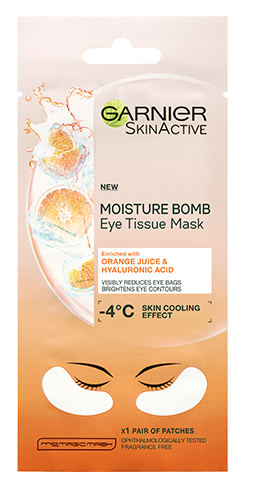 GARNIER
SKINACTIVE
NEW
MOISTURE BOMB
Eye Tissue Mask
Enriched with
ORANGE JUICE &
HYALURONIC ACID
VISIBLY REDUCES EYE BAGS
BRIGHTENS EYE CONTOURS
-4°C SKIN COOLING
EFFECT
x1 PAIR OF PATCHES
OPHTHALMOLOGICALLY TESTED
FRAGRANCE FREE